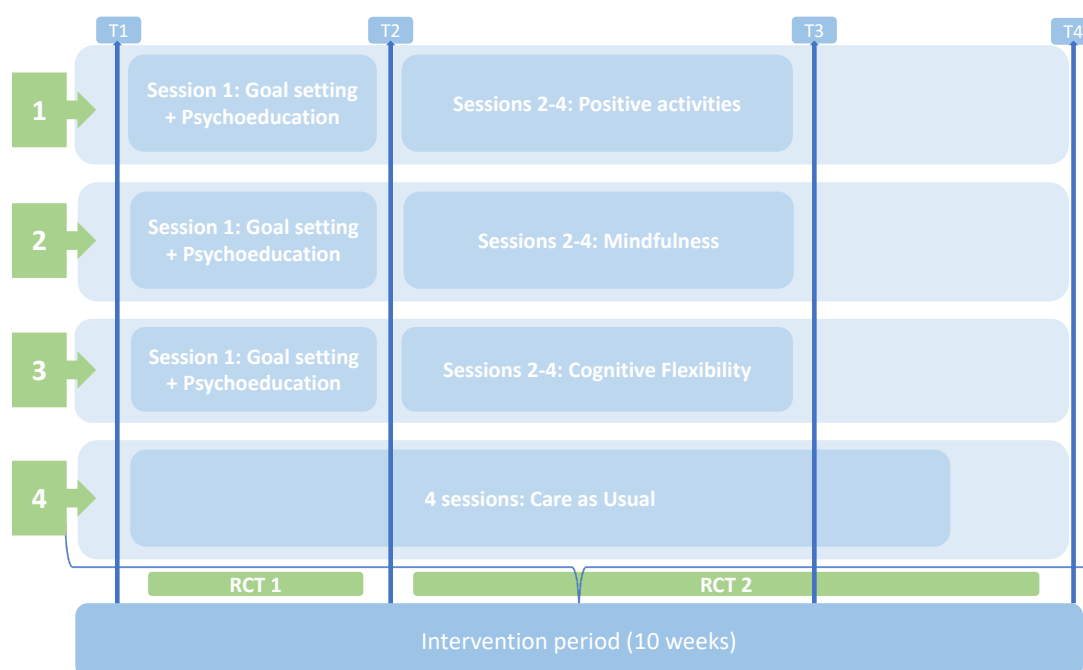 T1
T2
T3
T4
1
Session 1: Goal setting
+ Psychoeducation
Sessions 2-4: Positive activities
2
Session 1: Goal setting
+ Psychoeducation
Sessions 2-4: Mindfulness
3
Session 1: Goal setting
+ Psychoeducation
Sessions 2-4: Cognitive Flexibility
4
4 sessions: Care as Usual
RCT 1
RCT 2
Intervention period (10 weeks)